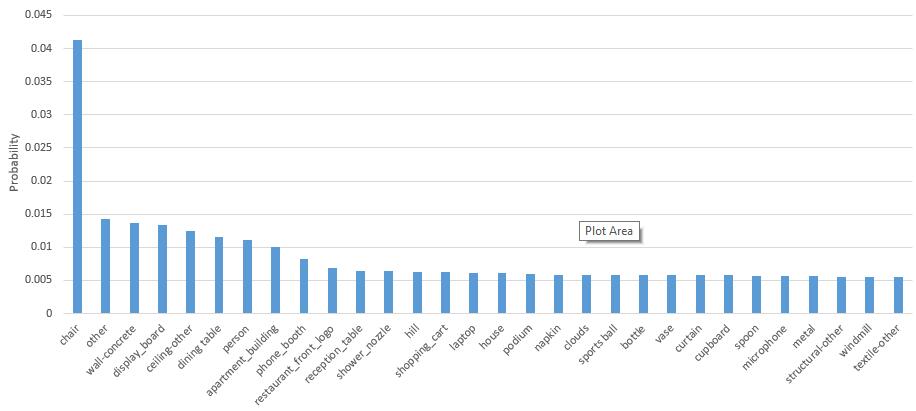 0.045
0.04
0.035
0.03
0.025
0.02
0.015
0.01
0.005
0
Probability
Plot Area
chair
other
wall-concrete
display_board
ceiling-other
dining table
person
apartment_building
phone_booth
restaurant_front_logo
reception_table
shower_nozzle
hill
shopping_cart
laptop
house
podium
napkin
clouds
sports ball
bottle
vase
curtain
cupboard
spoon
microphone
metal
structural-other
windmill
textile-other